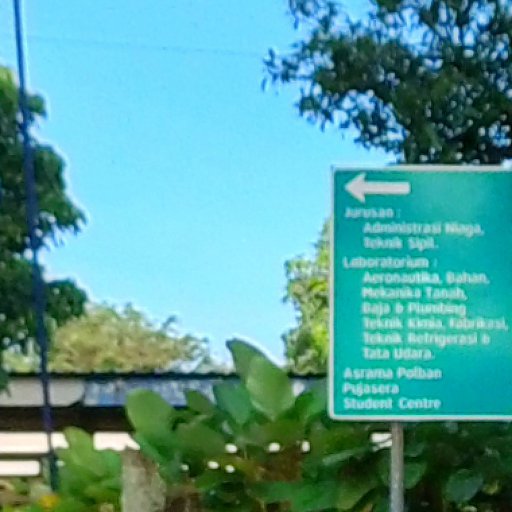 Jurusan :
Administrasi Niaga,
Teknik Sipil.
Laboratorium :
Aeronautika, Bahan,
Mekanika Tanah,
Baja & Plumbing
Teknik Kimia, Fabrikasi,
Teknik Refrigerasi &
Tata Udara.
Asrama Polban
Pujasera
Student Centre